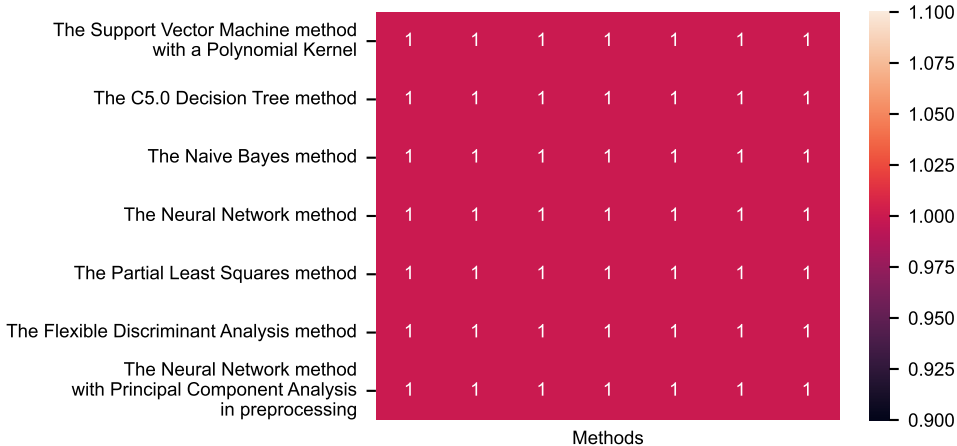 The Support Vector Machine method
with a Polynomial Kernel
1 1 1 1 1 1 1
The C5.0 Decision Tree method
1 1 1 1 1 1 1
The Naive Bayes method
1 1 1 1 1 1 1
The Neural Network method
1 1 1 1 1 1 1
The Partial Least Squares method
1 1 1 1 1 1 1
The Flexible Discriminant Analysis method
1 1 1 1 1 1 1
The Neural Network method
with Principal Component Analysis
in preprocessing
1 1 1 1 1 1 1
Methods
1.100
1.075
1.050
1.025
1.000
0.975
0.950
0.925
0.900